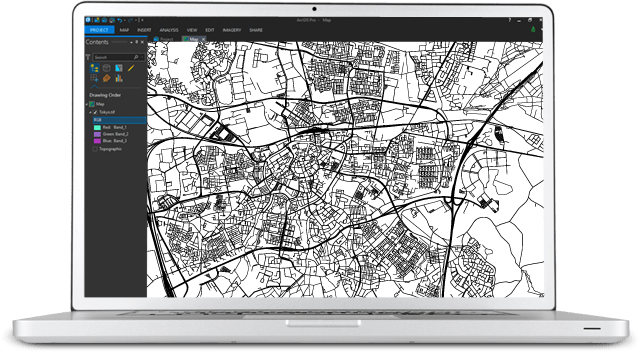 ArcGIS Pro - Map
PROJECT MAP INSERT ANALYSIS VIEW EDIT IMAGERY SHARE
Contents
Project Map
Search
Drawing Order
Map
Tokyo.tif
RGB
Red: Band_1
Green: Band_2
Blue: Band_3
Topographic